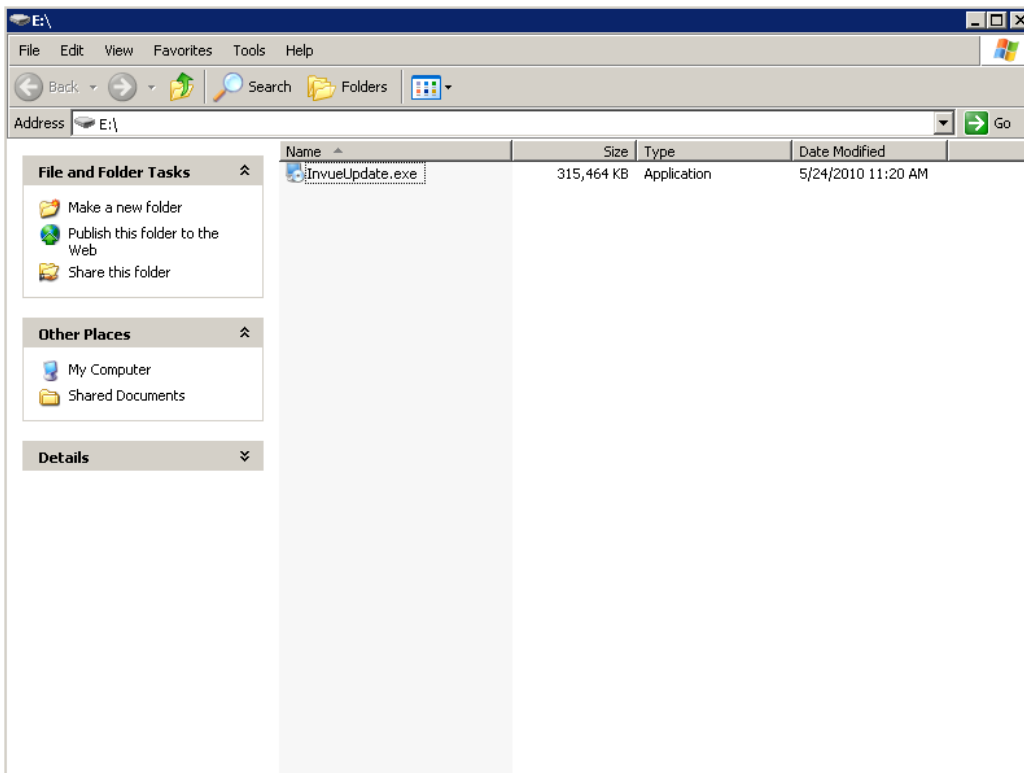 E:\
File Edit View Favorites Tools Help
Back Search Folders
Address E:\ Go
File and Folder Tasks
Make a new folder
Publish this folder to the
Web
Share this folder
Other Places
My Computer
Shared Documents
Details
Name Size Type Date Modified
InvueUpdate.exe 315,464 KB Application 5/24/2010 11:20 AM